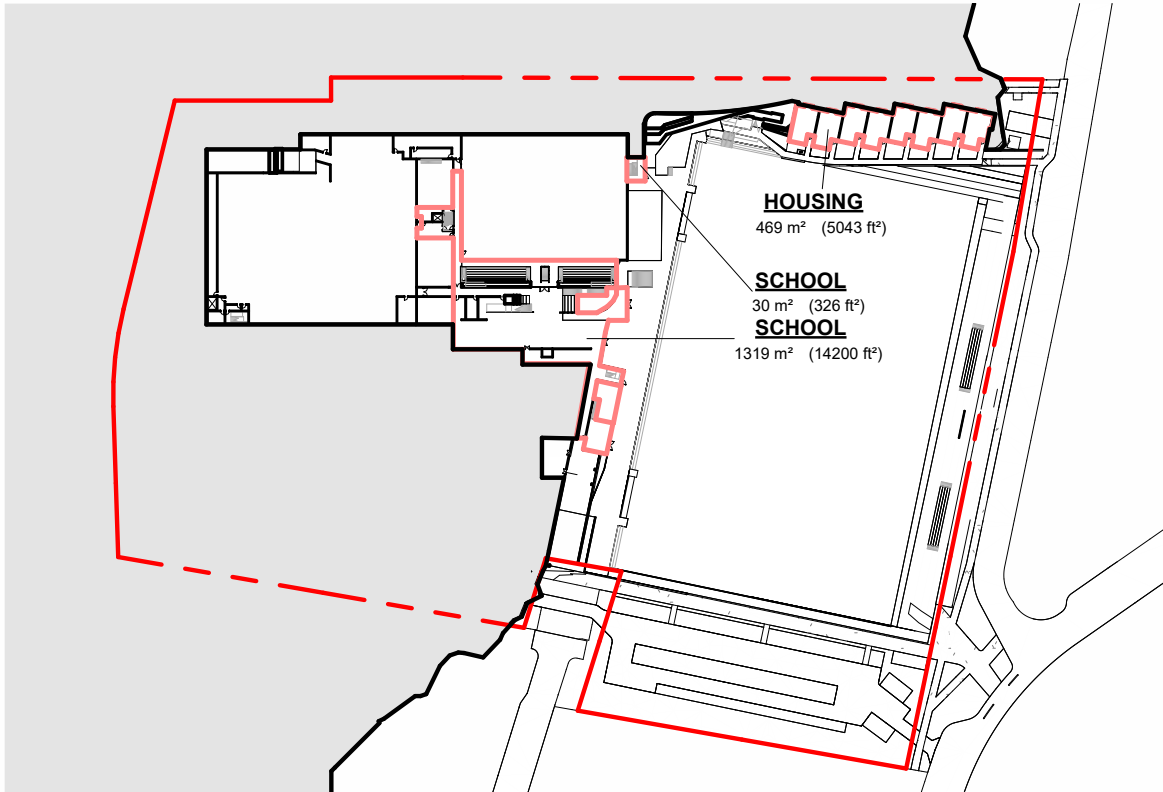 HOUSING
469 m² (5043 ft²)
SCHOOL
30 m² (326 ft²)
SCHOOL
1319 m² (14200 ft²)